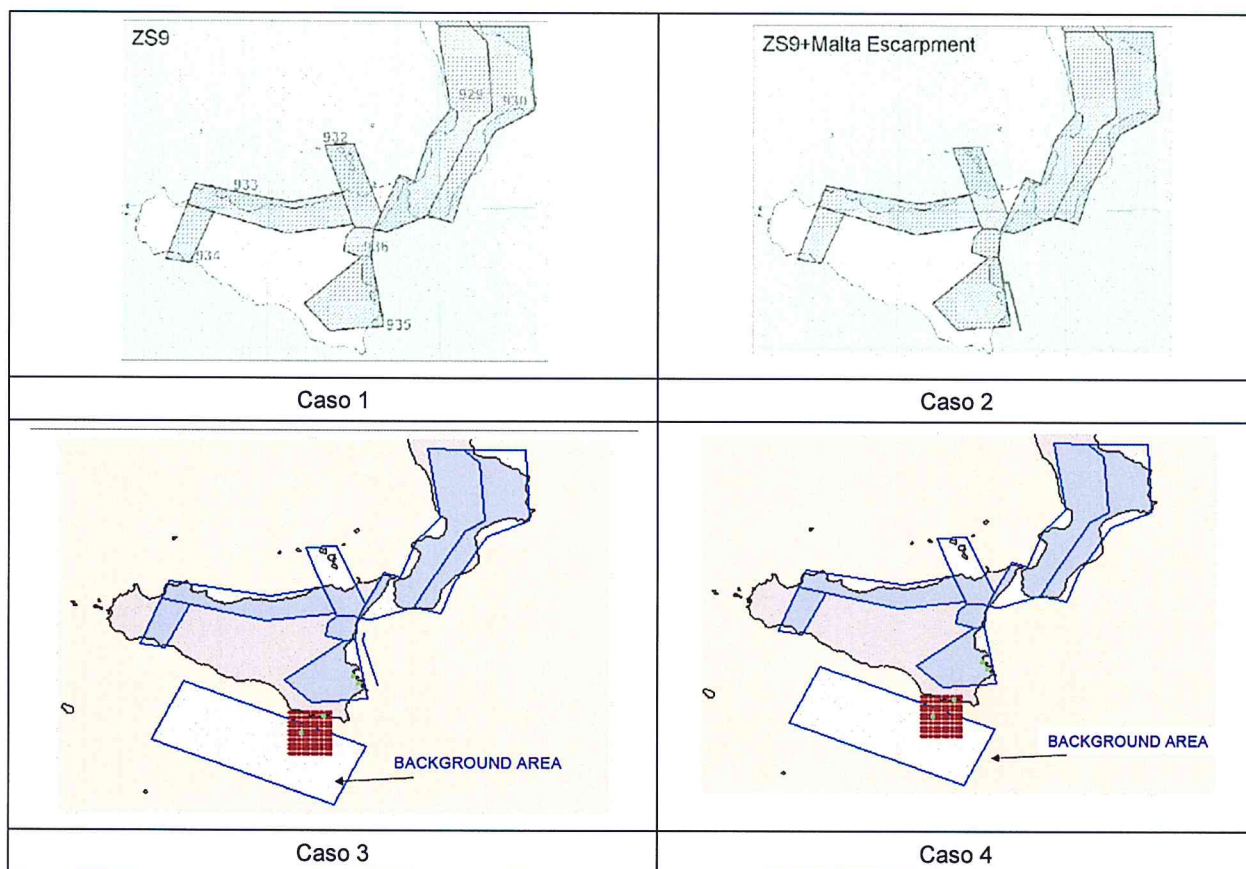 ZS9
929
930
932
933
934
936
935
ZS9+Malta Escarpment
Caso 1
Caso 2
BACKGROUND AREA
BACKGROUND AREA
Caso 3
Caso 4